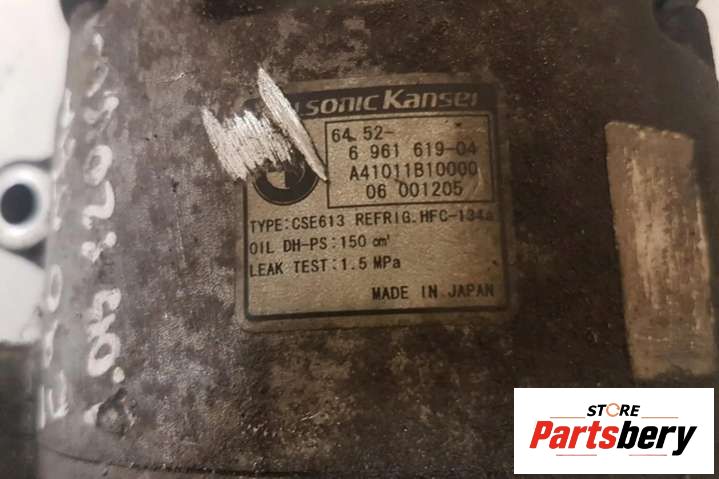 sonic Kansei
64. 52-
6 961 619-04
A41011B10000
06 001205
TYPE:CSE613 REFRIG. HFC-134a
OIL DH-PS:150 cm³
LEAK TEST:1.5 MPa
MADE IN JAPAN
STORE
Partsbery